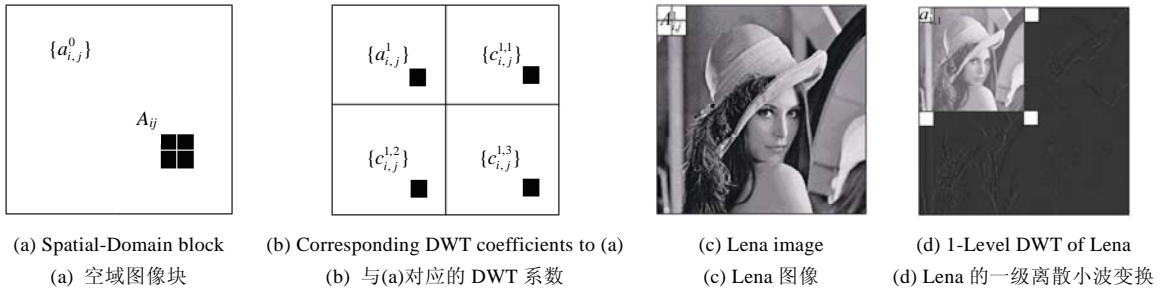 {a^0_{i,j}}
A_{ij}
{a^1_{i,j}} {c^{1,1}_{i,j}}
{c^{1,2}_{i,j}} {c^{1,3}_{i,j}}
A_{ij}
a_{i,1}
(a) Spatial-Domain block
(a) 空域图像块
(b) Corresponding DWT coefficients to (a)
(b) 与(a)对应的 DWT 系数
(c) Lena image
(c) Lena 图像
(d) 1-Level DWT of Lena
(d) Lena 的一级离散小波变换